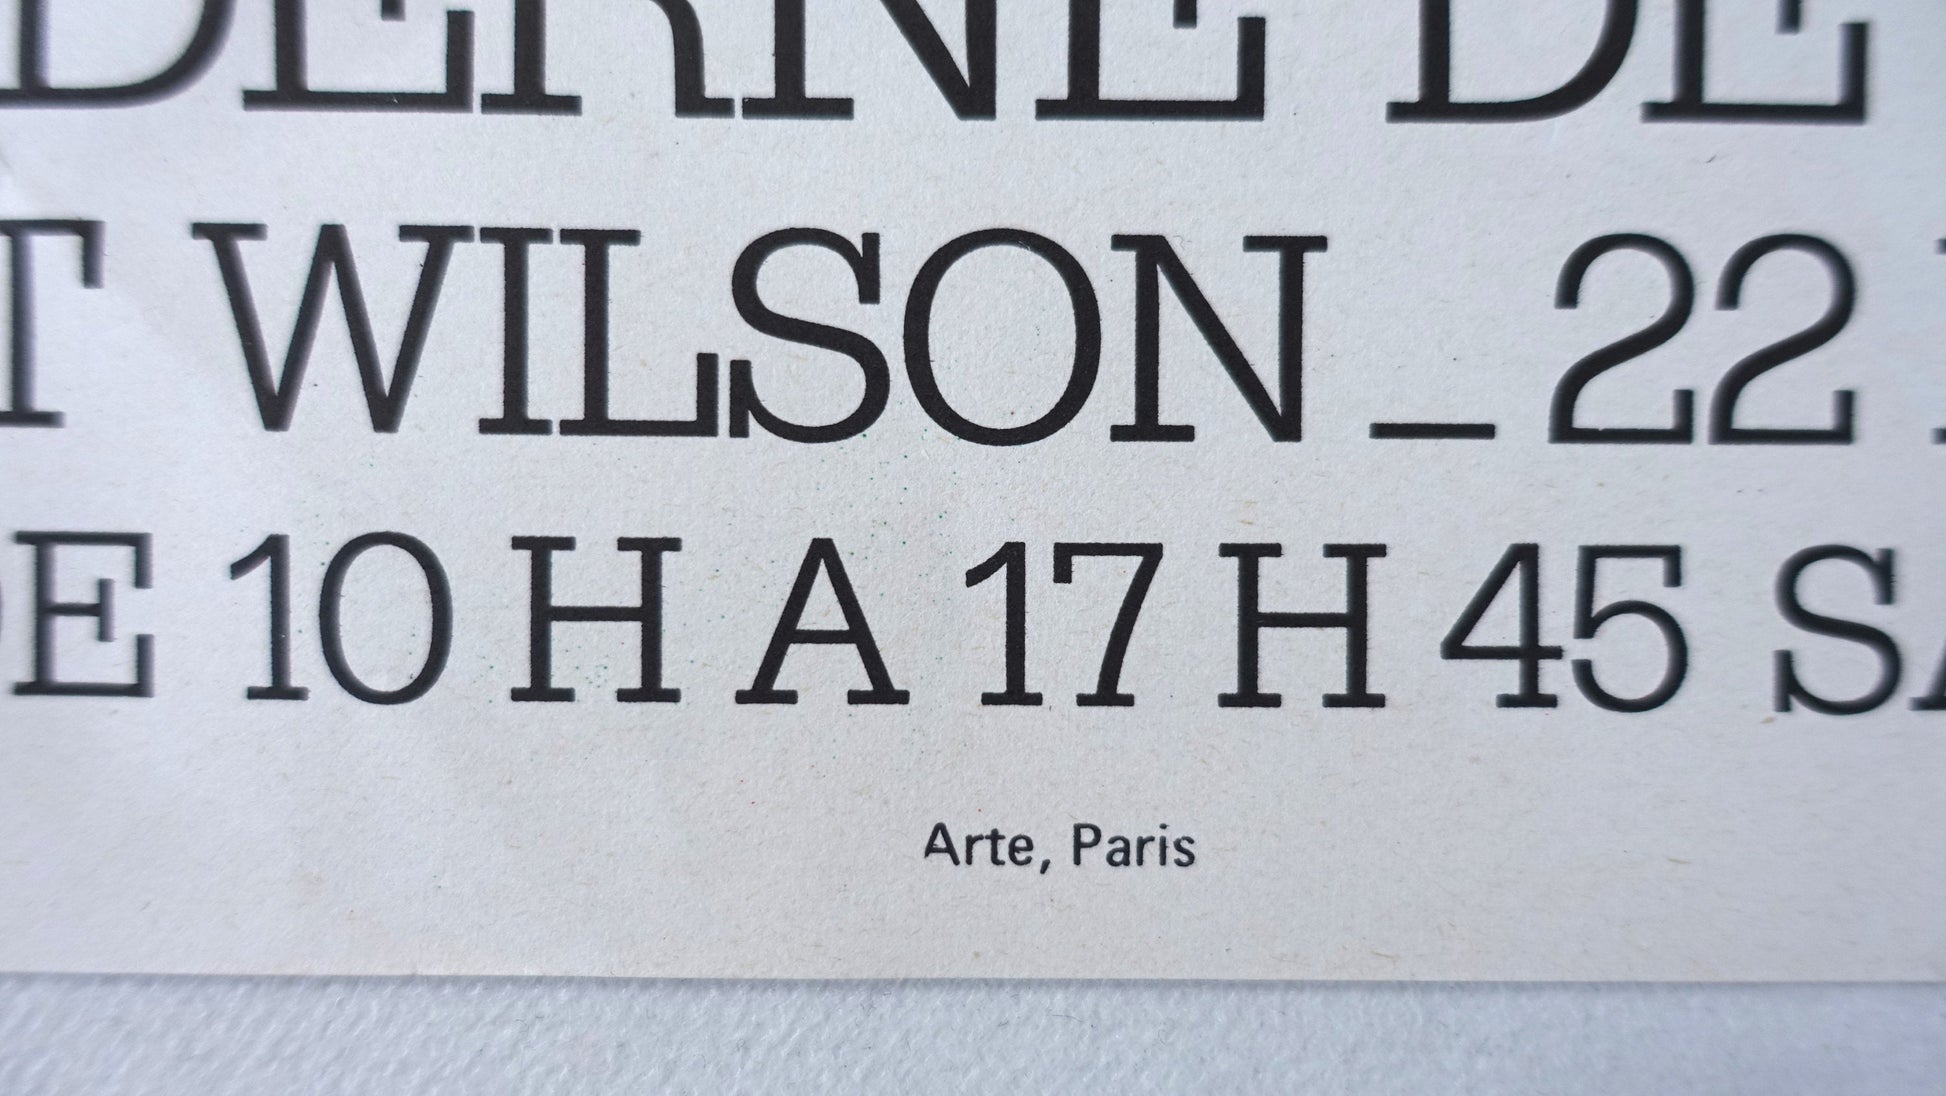 DERNE DE
T WILSON _ 22
DE 10 H A 17 H 45 SA
Arte, Paris